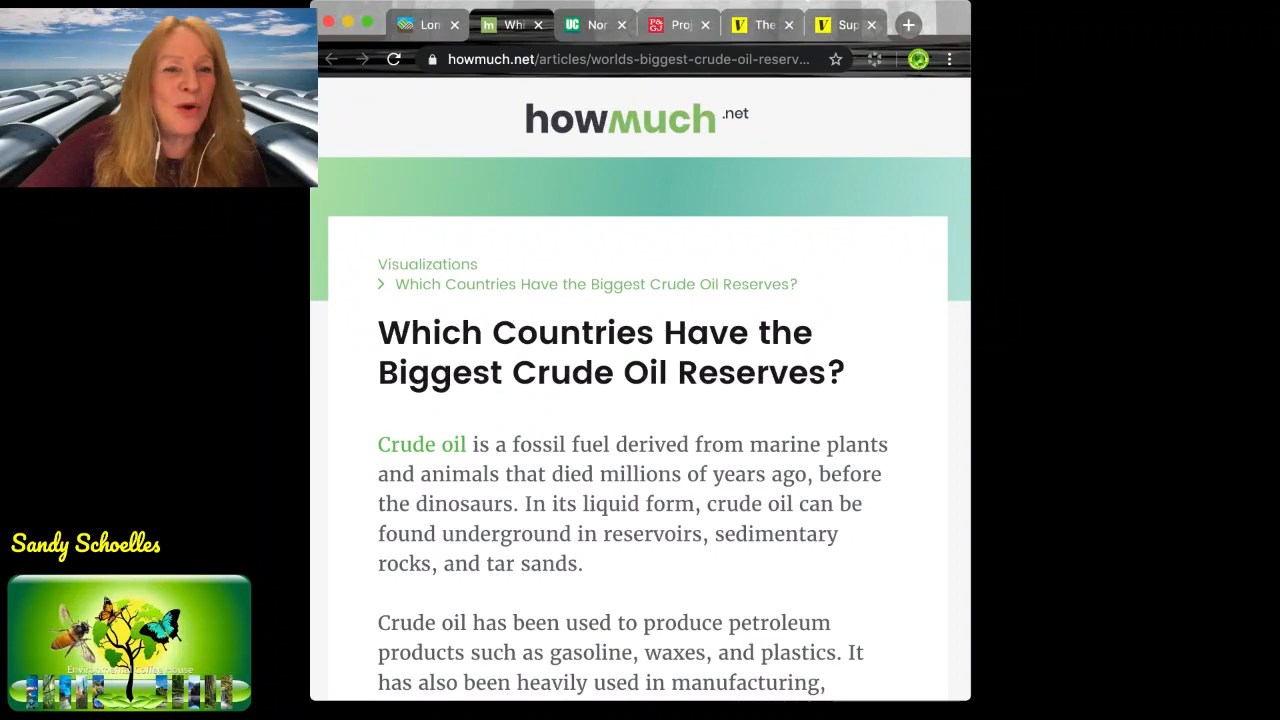 Lon
Whi
Nor
Proj
The
Sup
howmuch.net/articles/worlds-biggest-crude-oil-reserv...
howmuch.net
Visualizations
Which Countries Have the Biggest Crude Oil Reserves?
Which Countries Have the
Biggest Crude Oil Reserves?
Crude oil is a fossil fuel derived from marine plants
and animals that died millions of years ago, before
the dinosaurs. In its liquid form, crude oil can be
found underground in reservoirs, sedimentary
rocks, and tar sands.
Crude oil has been used to produce petroleum
products such as gasoline, waxes, and plastics. It
has also been heavily used in manufacturing,
Sandy Schoelles
Environmental Coffee House